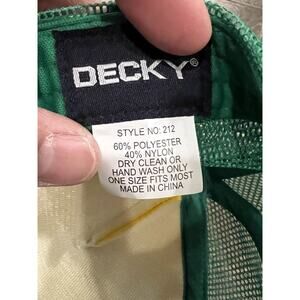 DECKY®
STYLE NO: 212
60% POLYESTER
40% NYLON
DRY CLEAN OR
HAND WASH ONLY
ONE SIZE FITS MOST
MADE IN CHINA